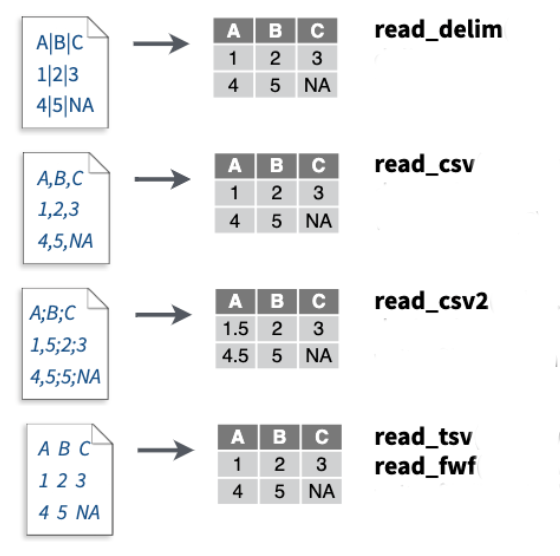 A|B|C
1|2|3
4|5|NA
A B C
1 2 3
4 5 NA
read_delim
A,B,C
1,2,3
4,5,NA
A B C
1 2 3
4 5 NA
read_csv
A;B;C
1,5;2;3
4,5;5;NA
A B C
1.5 2 3
4.5 5 NA
read_csv2
A B C
1 2 3
4 5 NA
A B C
1 2 3
4 5 NA
read_tsv
read_fwf